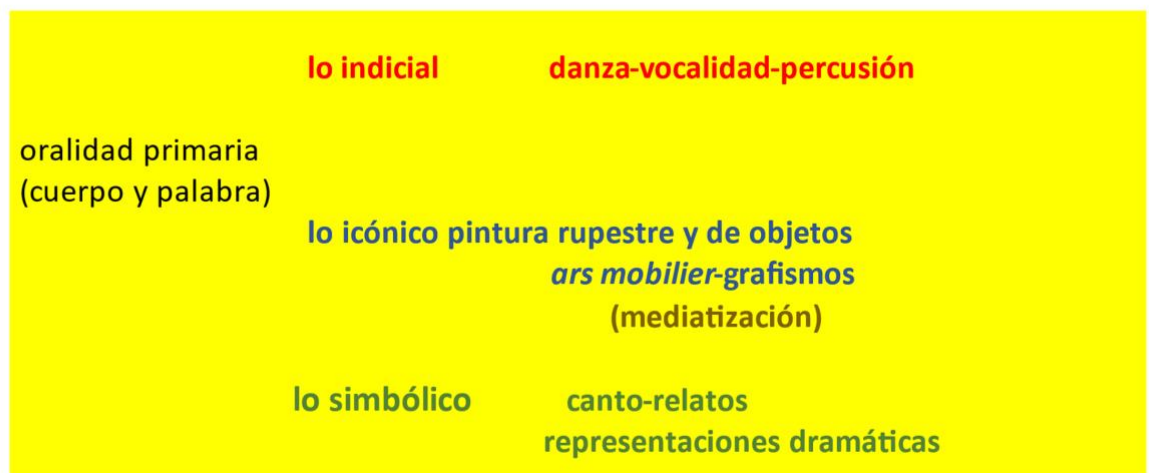 lo indicial danza-vocalidad-percusión
oralidad primaria
(cuerpo y palabra)
lo icónico pintura rupestre y de objetos
ars mobilier-grafismos
(mediatización)
lo simbólico canto-relatos
representaciones dramáticas